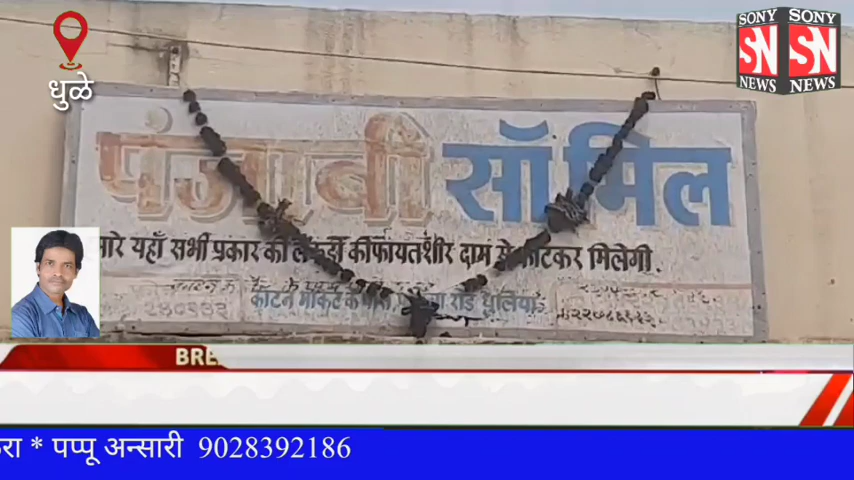 SONY SONY
SN SN
NEWS NEWS
धुळे
पंजाबी सॉ मिल
हमारे यहाँ सभी प्रकार की लकडी कीफायतशीर दाम से काटकर मिलेगी.
काटन मार्केट के पास रोड धुलिया
BRE
* पप्पू अन्सारी 9028392186